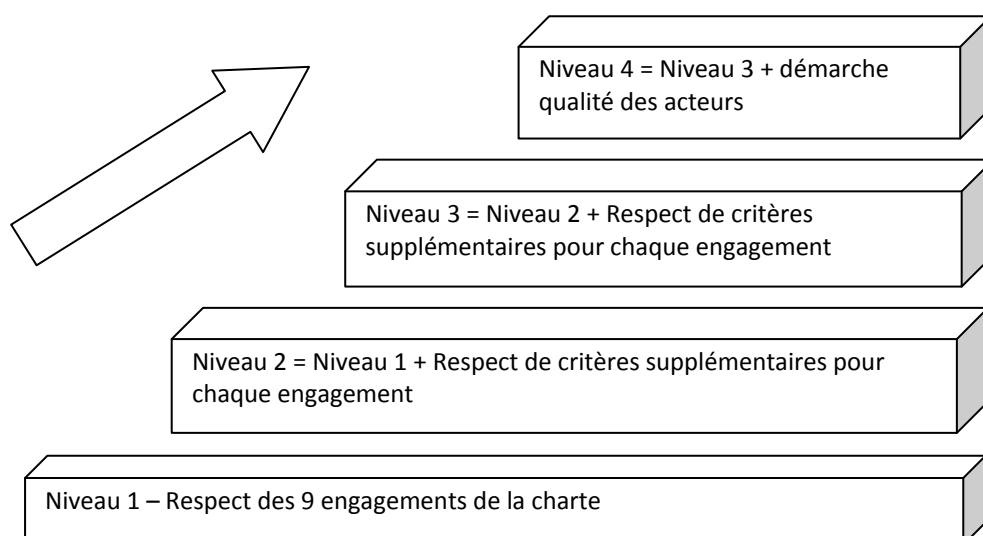 Niveau 4 = Niveau 3 + démarche
qualité des acteurs
Niveau 3 = Niveau 2 + Respect de critères
supplémentaires pour chaque engagement
Niveau 2 = Niveau 1 + Respect de critères supplémentaires pour
chaque engagement
Niveau 1 – Respect des 9 engagements de la charte